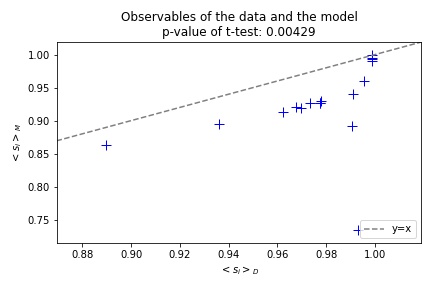 Observables of the data and the model
p-value of t-test: 0.00429
1.00
0.95
0.90
0.85
0.80
0.75
< s_i >_M
0.88
0.90
0.92
0.94
0.96
0.98
1.00
< s_i >_D
y=x